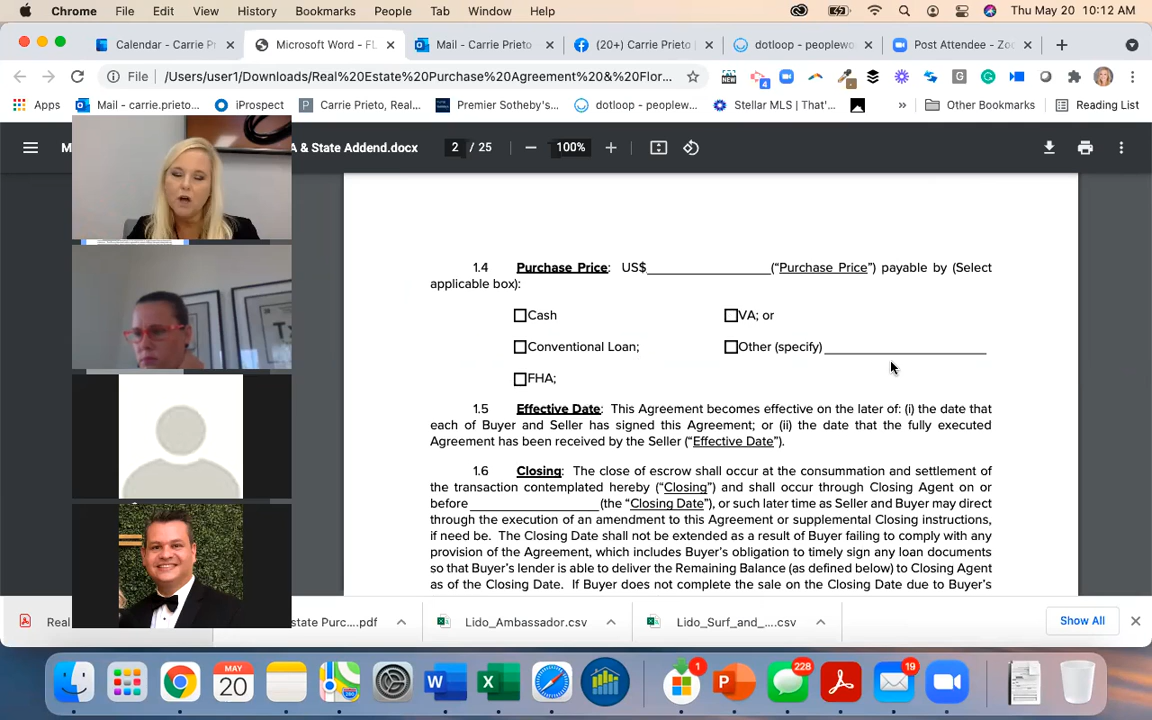 Chrome File Edit View History Bookmarks People Tab Window Help Thu May 20 10:12 AM
Calendar - Carrie Pr Microsoft Word - FL Mail - Carrie Prieto (20+) Carrie Prieto dotloop - peoplew Post Attendee - Zo
File /Users/user1/Downloads/Real%20Estate%20Purchase%20Agreement%20&%20Flor...
Apps Mail - carrie.prieto... iProspect Carrie Prieto, Real... Premier Sotheby's... dotloop - peoplew... Stellar MLS | That'... » Other Bookmarks Reading List
A & State Addend.docx 2 / 25 100%
1.4 Purchase Price: US$ ("Purchase Price") payable by (Select
applicable box):
Cash VA; or
Conventional Loan; Other (specify)
FHA;
1.5 Effective Date: This Agreement becomes effective on the later of: (i) the date that
each of Buyer and Seller has signed this Agreement; or (ii) the date that the fully executed
Agreement has been received by the Seller ("Effective Date").
1.6 Closing: The close of escrow shall occur at the consummation and settlement of
the transaction contemplated hereby ("Closing") and shall occur through Closing Agent on or
before (the "Closing Date"), or such later time as Seller and Buyer may direct
through the execution of an amendment to this Agreement or supplemental Closing instructions,
if need be. The Closing Date shall not be extended as a result of Buyer failing to comply with any
provision of the Agreement, which includes Buyer's obligation to timely sign any loan documents
so that Buyer's lender is able to deliver the Remaining Balance (as defined below) to Closing Agent
as of the Closing Date. If Buyer does not complete the sale on the Closing Date due to Buyer's
Real state Purc....pdf Lido_Ambassador.csv Lido_Surf_and_....csv Show All
MAY
20 1 228 19